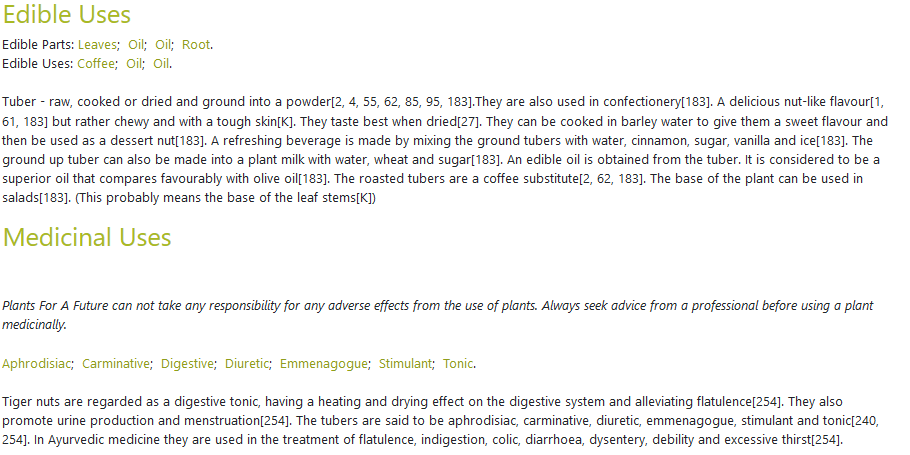 Edible Uses
Edible Parts: Leaves; Oil; Oil; Root.
Edible Uses: Coffee; Oil; Oil.
Tuber - raw, cooked or dried and ground into a powder[2, 4, 55, 62, 85, 95, 183].They are also used in confectionery[183]. A delicious nut-like flavour[1,
61, 183] but rather chewy and with a tough skin[K]. They taste best when dried[27]. They can be cooked in barley water to give them a sweet flavour and
then be used as a dessert nut[183]. A refreshing beverage is made by mixing the ground tubers with water, cinnamon, sugar, vanilla and ice[183]. The
ground up tuber can also be made into a plant milk with water, wheat and sugar[183]. An edible oil is obtained from the tuber. It is considered to be a
superior oil that compares favourably with olive oil[183]. The roasted tubers are a coffee substitute[2, 62, 183]. The base of the plant can be used in
salads[183]. (This probably means the base of the leaf stems[K])
Medicinal Uses
Plants For A Future can not take any responsibility for any adverse effects from the use of plants. Always seek advice from a professional before using a plant
medicinally.
Aphrodisiac; Carminative; Digestive; Diuretic; Emmenagogue; Stimulant; Tonic.
Tiger nuts are regarded as a digestive tonic, having a heating and drying effect on the digestive system and alleviating flatulence[254]. They also
promote urine production and menstruation[254]. The tubers are said to be aphrodisiac, carminative, diuretic, emmenagogue, stimulant and tonic[240,
254]. In Ayurvedic medicine they are used in the treatment of flatulence, indigestion, colic, diarrhoea, dysentery, debility and excessive thirst[254].